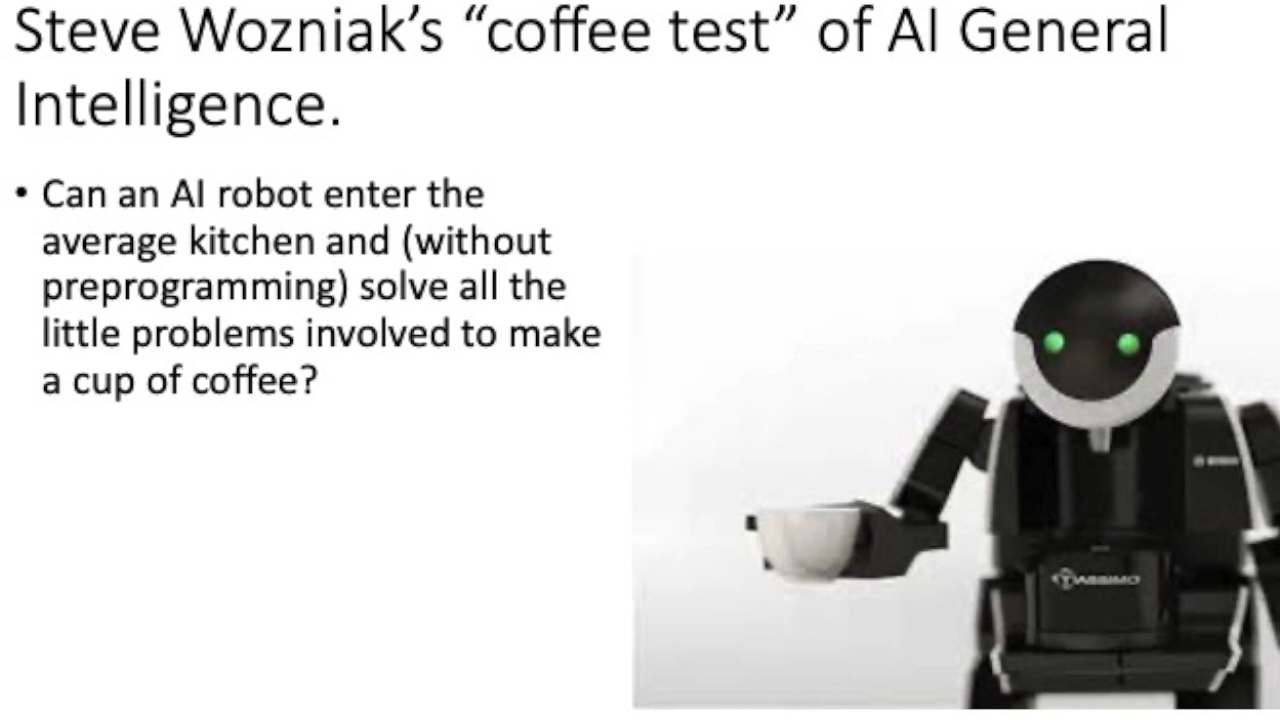 Steve Wozniak’s “coffee test” of AI General
Intelligence.
• Can an AI robot enter the
average kitchen and (without
preprogramming) solve all the
little problems involved to make
a cup of coffee?
TASSIMO